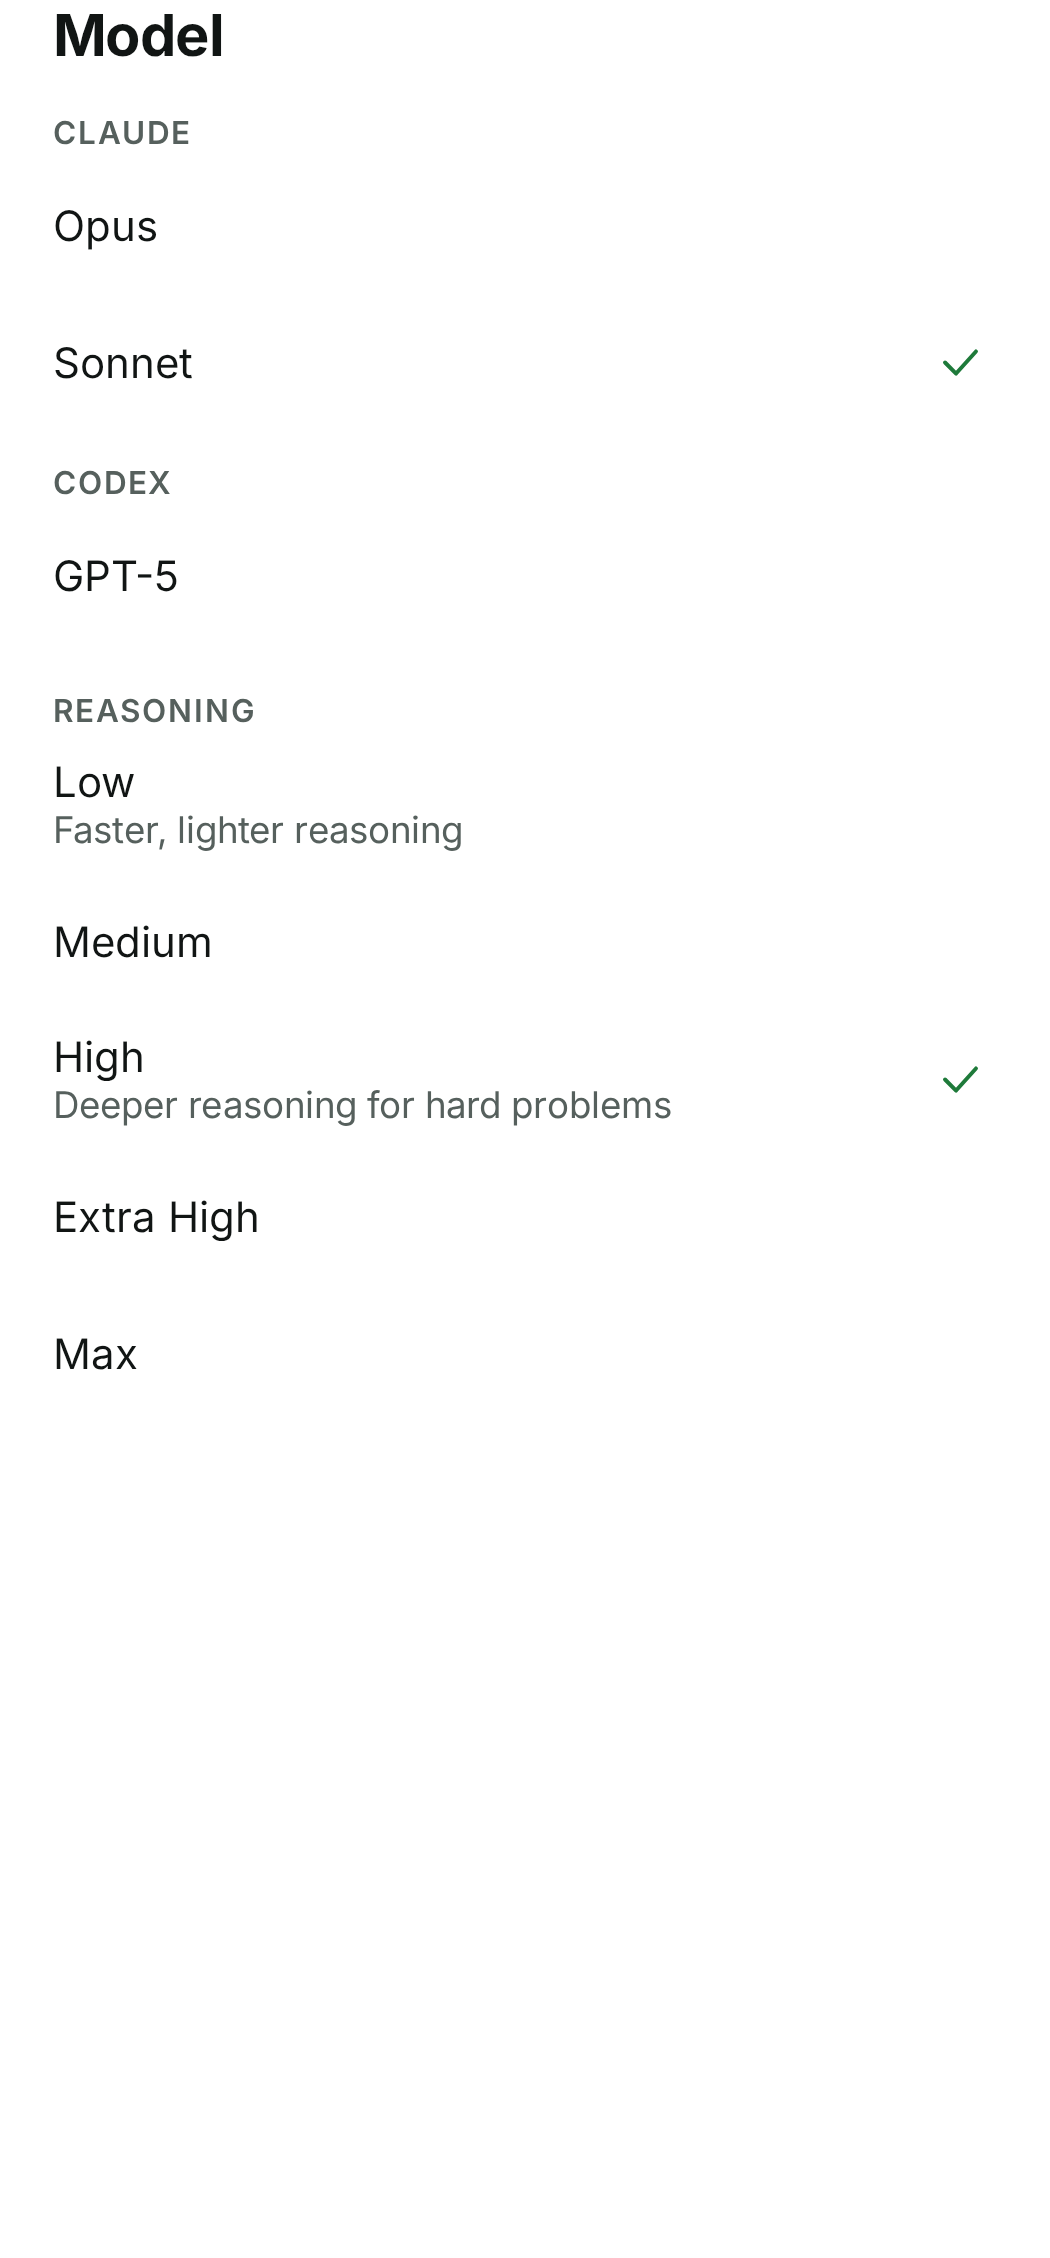 Model
CLAUDE
Opus
Sonnet
CODEX
GPT-5
REASONING
Low
Faster, lighter reasoning
Medium
High
Deeper reasoning for hard problems
Extra High
Max